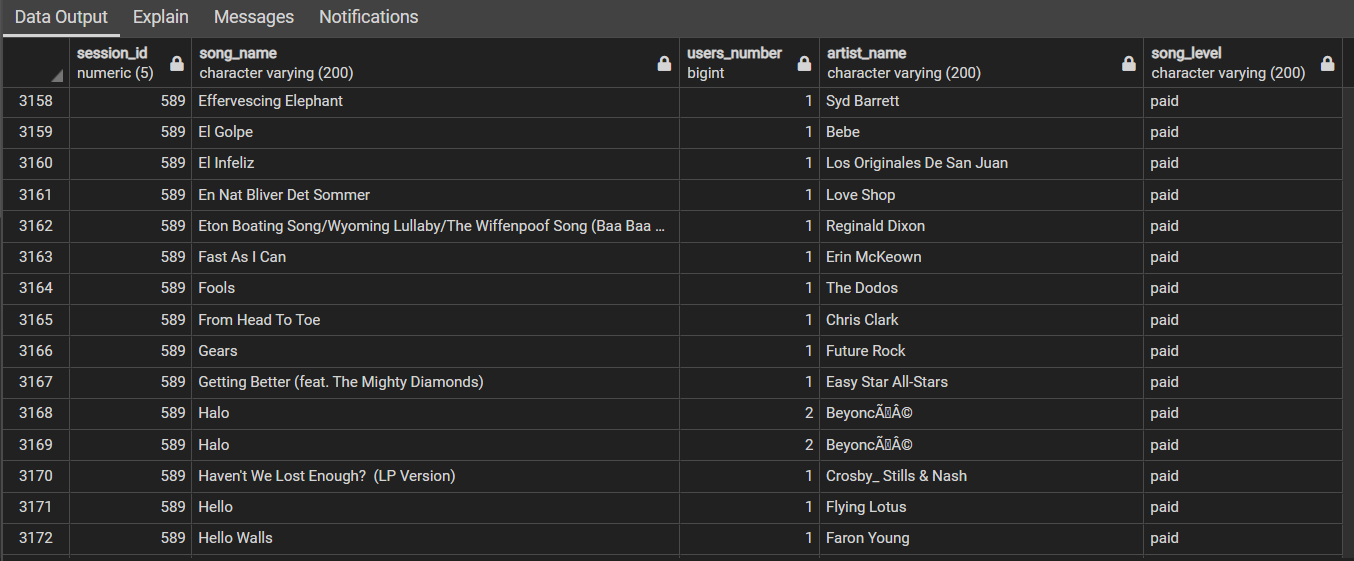 Data Output Explain Messages Notifications
session_id song_name users_number artist_name song_level
numeric (5) character varying (200) bigint character varying (200) character varying (200)
3158 589 Effervescing Elephant 1 Syd Barrett paid
3159 589 El Golpe 1 Bebe paid
3160 589 El Infeliz 1 Los Originales De San Juan paid
3161 589 En Nat Bliver Det Sommer 1 Love Shop paid
3162 589 Eton Boating Song/Wyoming Lullaby/The Wiffenpoof Song (Baa Baa ... 1 Reginald Dixon paid
3163 589 Fast As I Can 1 Erin McKeown paid
3164 589 Fools 1 The Dodos paid
3165 589 From Head To Toe 1 Chris Clark paid
3166 589 Gears 1 Future Rock paid
3167 589 Getting Better (feat. The Mighty Diamonds) 1 Easy Star All-Stars paid
3168 589 Halo 2 BeyoncÃ▯Â© paid
3169 589 Halo 2 BeyoncÃ▯Â© paid
3170 589 Haven't We Lost Enough? (LP Version) 1 Crosby_ Stills & Nash paid
3171 589 Hello 1 Flying Lotus paid
3172 589 Hello Walls 1 Faron Young paid